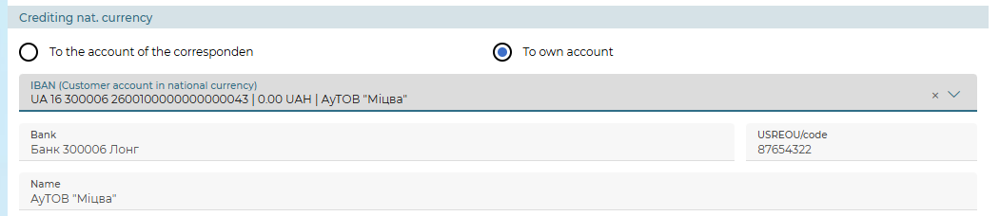 Crediting nat. currency
To the account of the corresponden
To own account
IBAN (Customer account in national currency)
UA 16 300006 2600100000000000043 | 0.00 UAH | АуТОВ "Міцва"
Bank
Банк 300006 Лонг
USREOU/code
87654322
Name
АуТОВ "Міцва"